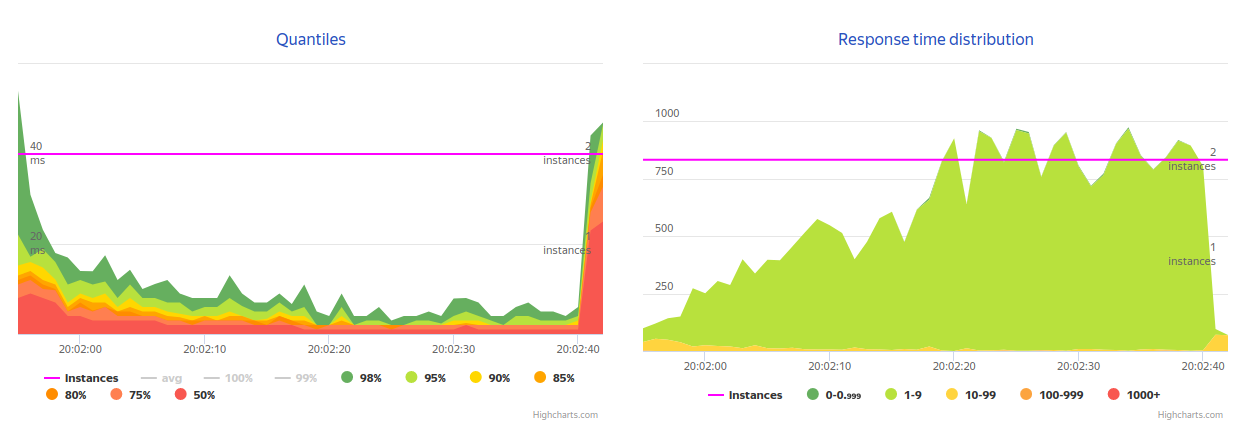 Quantiles
40
ms
2
instances
20
ms
1
instances
20:02:00 20:02:10 20:02:20 20:02:30 20:02:40
Instances avg 100% 99% 98% 95% 90% 85%
80% 75% 50%
Highcharts.com
Response time distribution
1000
2
instances
750
500
1
instances
250
20:02:00 20:02:10 20:02:20 20:02:30 20:02:40
Instances 0-0.999 1-9 10-99 100-999 1000+
Highcharts.com